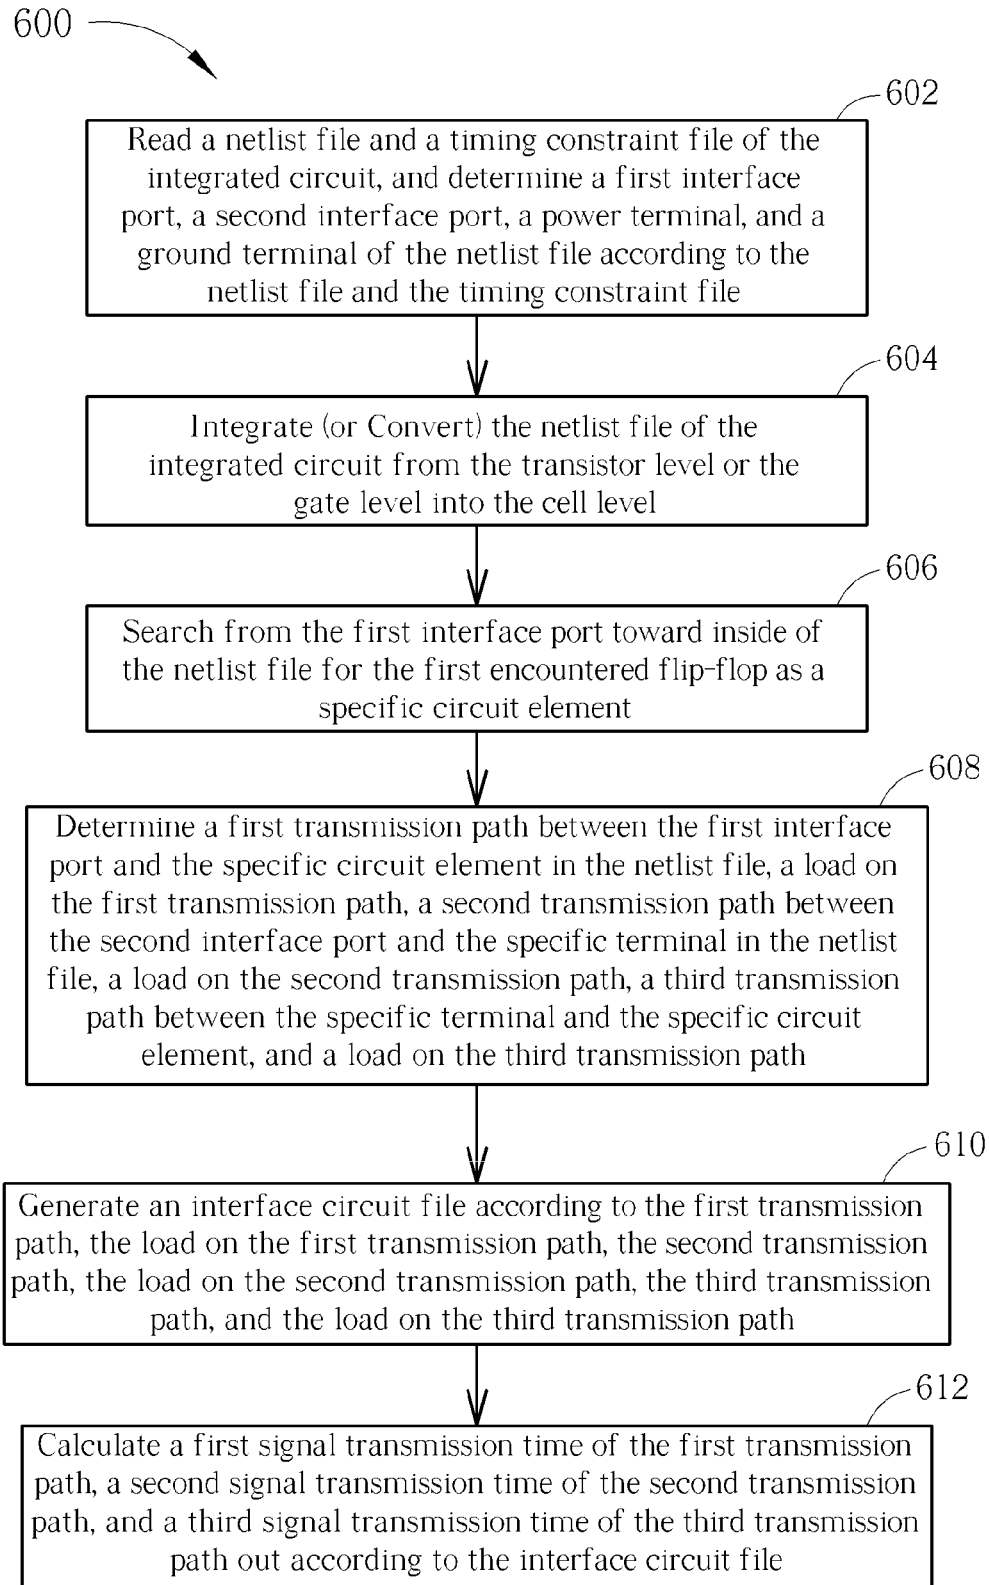 600
602
Read a netlist file and a timing constraint file of the
integrated circuit, and determine a first interface
port, a second interface port, a power terminal, and a
ground terminal of the netlist file according to the
netlist file and the timing constraint file
604
Integrate (or Convert) the netlist file of the
integrated circuit from the transistor level or the
gate level into the cell level
606
Search from the first interface port toward inside of
the netlist file for the first encountered flip-flop as a
specific circuit element
608
Determine a first transmission path between the first interface
port and the specific circuit element in the netlist file, a load on
the first transmission path, a second transmission path between
the second interface port and the specific terminal in the netlist
file, a load on the second transmission path, a third transmission
path between the specific terminal and the specific circuit
element, and a load on the third transmission path
610
Generate an interface circuit file according to the first transmission
path, the load on the first transmission path, the second transmission
path, the load on the second transmission path, the third transmission
path, and the load on the third transmission path
612
Calculate a first signal transmission time of the first transmission
path, a second signal transmission time of the second transmission
path, and a third signal transmission time of the third transmission
path out according to the interface circuit file